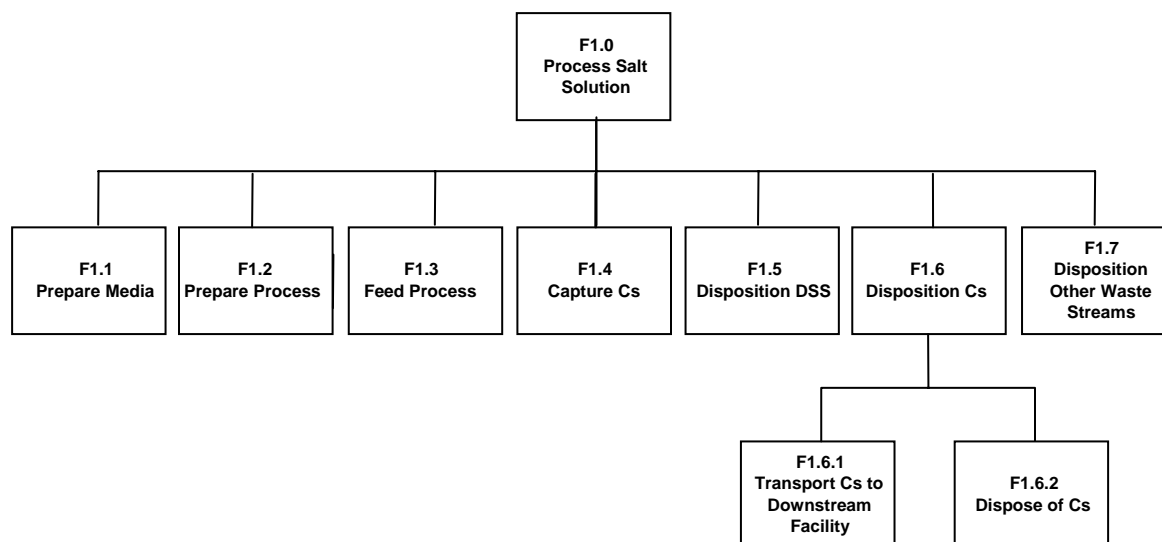 F1.0
Process Salt
Solution
F1.1
Prepare Media
F1.2
Prepare Process
F1.3
Feed Process
F1.4
Capture Cs
F1.5
Disposition DSS
F1.6
Disposition Cs
F1.7
Disposition
Other Waste
Streams
F1.6.1
Transport Cs to
Downstream
Facility
F1.6.2
Dispose of Cs